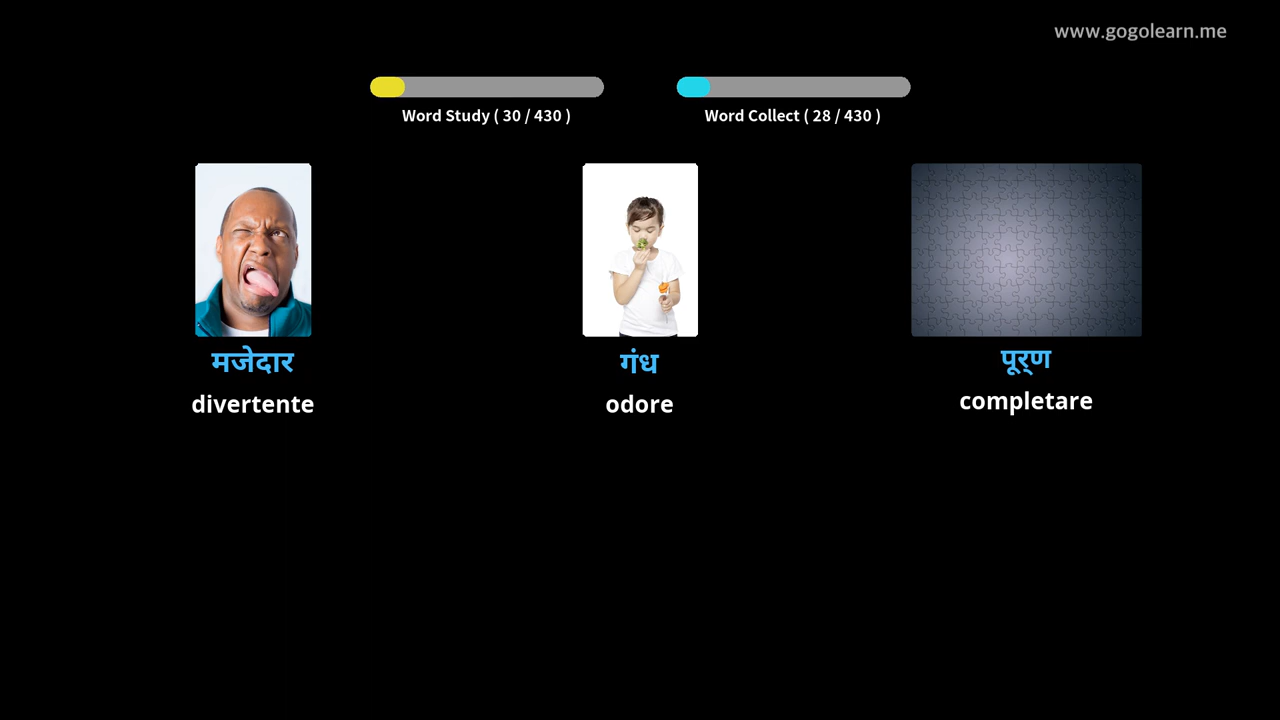 www.gogolearn.me
Word Study ( 30 / 430 )
Word Collect ( 28 / 430 )
मजेदार
गंध
पूर्ण
divertente
odore
completare